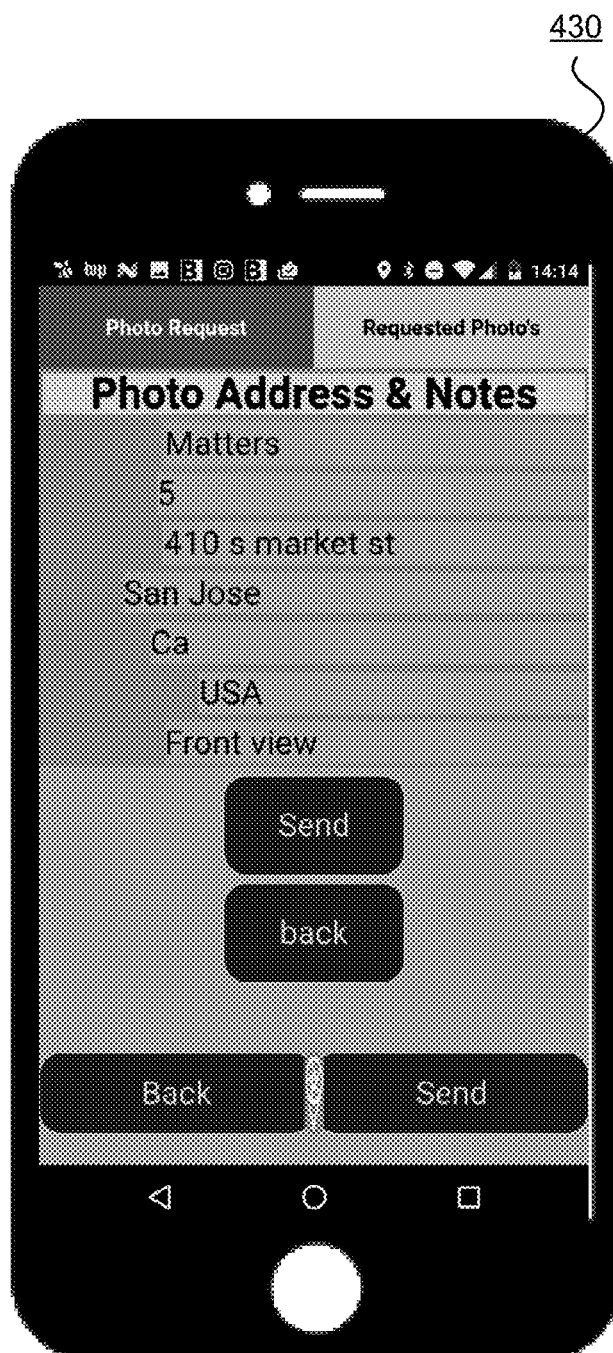 430
14:14
Photo Request Requested Photo's
Photo Address & Notes
Matters
5
410 s market st
San Jose
Ca
USA
Front view
Send
back
Back Send